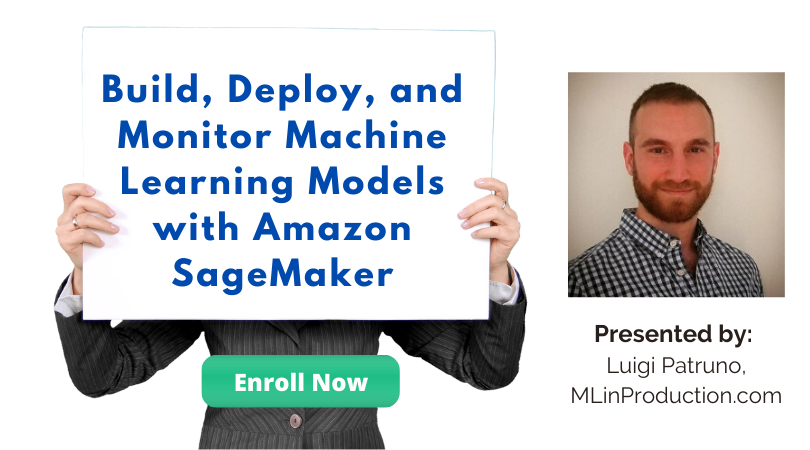 Build, Deploy, and
Monitor Machine
Learning Models
with Amazon
SageMaker
Enroll Now
Presented by:
Luigi Patruno,
MLinProduction.com